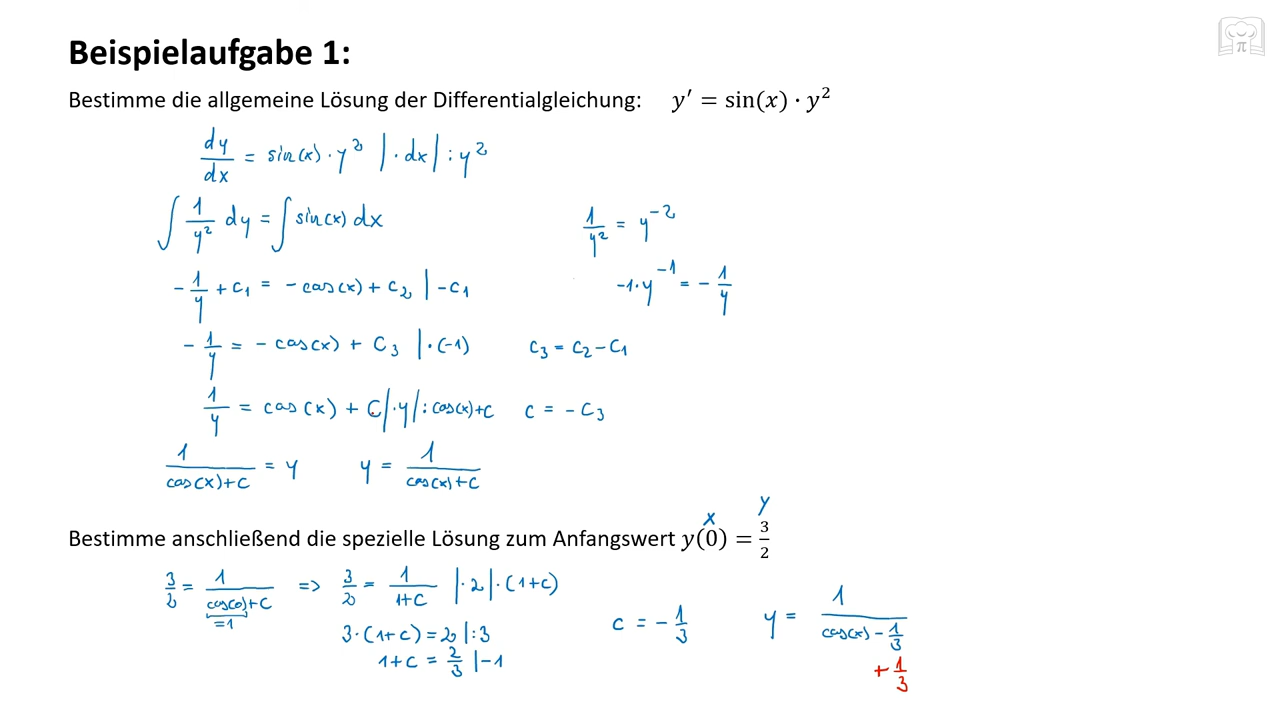 Beispielaufgabe 1:
Bestimme die allgemeine Lösung der Differentialgleichung: y′ = sin(x) · y²
dy/dx = sin(x) · y² | · dx | : y²
∫ 1/y² dy = ∫ sin(x) dx
1/y² = y⁻²
-1/y + c₁ = -cos(x) + c₂ | -c₁
-1·y⁻¹ = -1/y
-1/y = -cos(x) + c₃ | ·(-1)
c₃ = c₂ - c₁
1/y = cos(x) + c | ·y | : cos(x)+c
c = -c₃
1/(cos(x)+c) = y
y = 1/(cos(x)+c)
x
y
Bestimme anschließend die spezielle Lösung zum Anfangswert y(0) = 3/2
3/2 = 1/(cos(0)+c) => 3/2 = 1/(1+c) | ·2 | ·(1+c)
=1
3·(1+c) = 2 | :3
1+c = 2/3 | -1
c = -1/3
y = 1/(cos(x) - 1/3)
+ 1/3
π